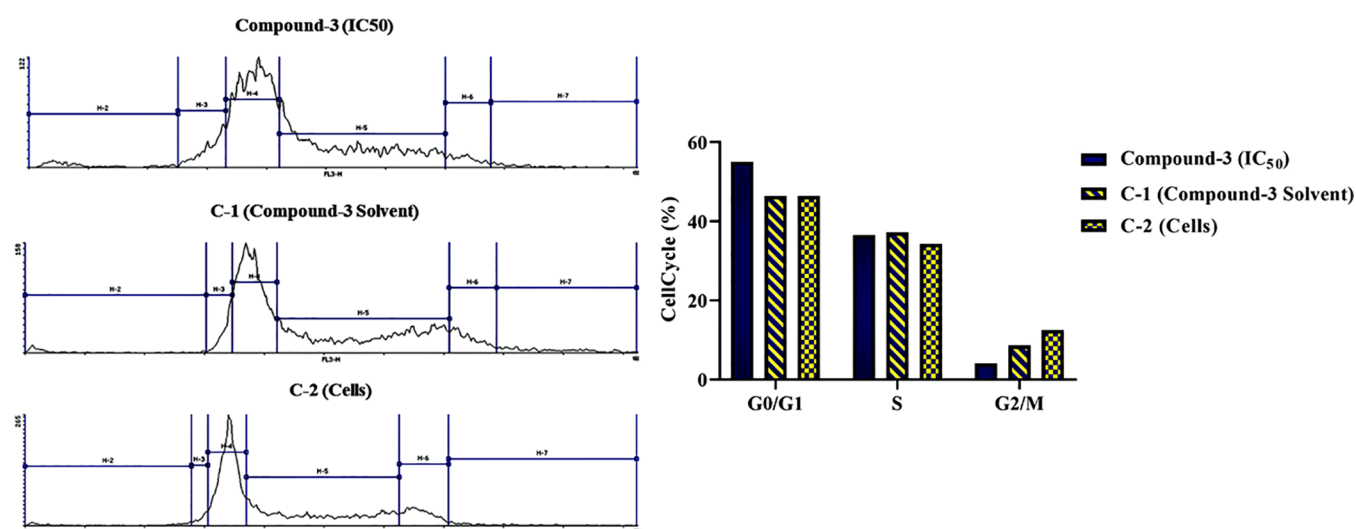 Compound-3 (IC50)
122
H-2
H-3
H-4
H-5
H-6
H-7
FL3-H
C-1 (Compound-3 Solvent)
158
H-2
H-3
H-4
H-5
H-6
H-7
FL3-H
C-2 (Cells)
265
H-2
H-3
H-4
H-5
H-6
H-7
CellCycle (%)
60
40
20
0
G0/G1
S
G2/M
Compound-3 (IC₅₀)
C-1 (Compound-3 Solvent)
C-2 (Cells)